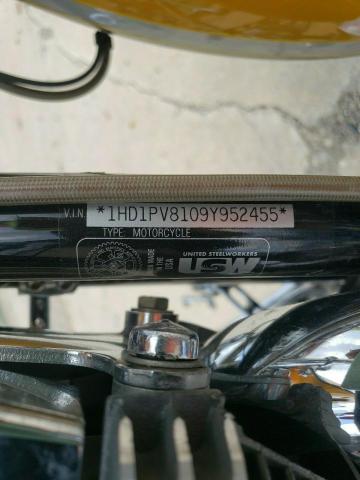 V.I.N. *1HD1PV8109Y952455*
TYPE: MOTORCYCLE
MADE IN THE USA
UNITED STEELWORKERS
USW